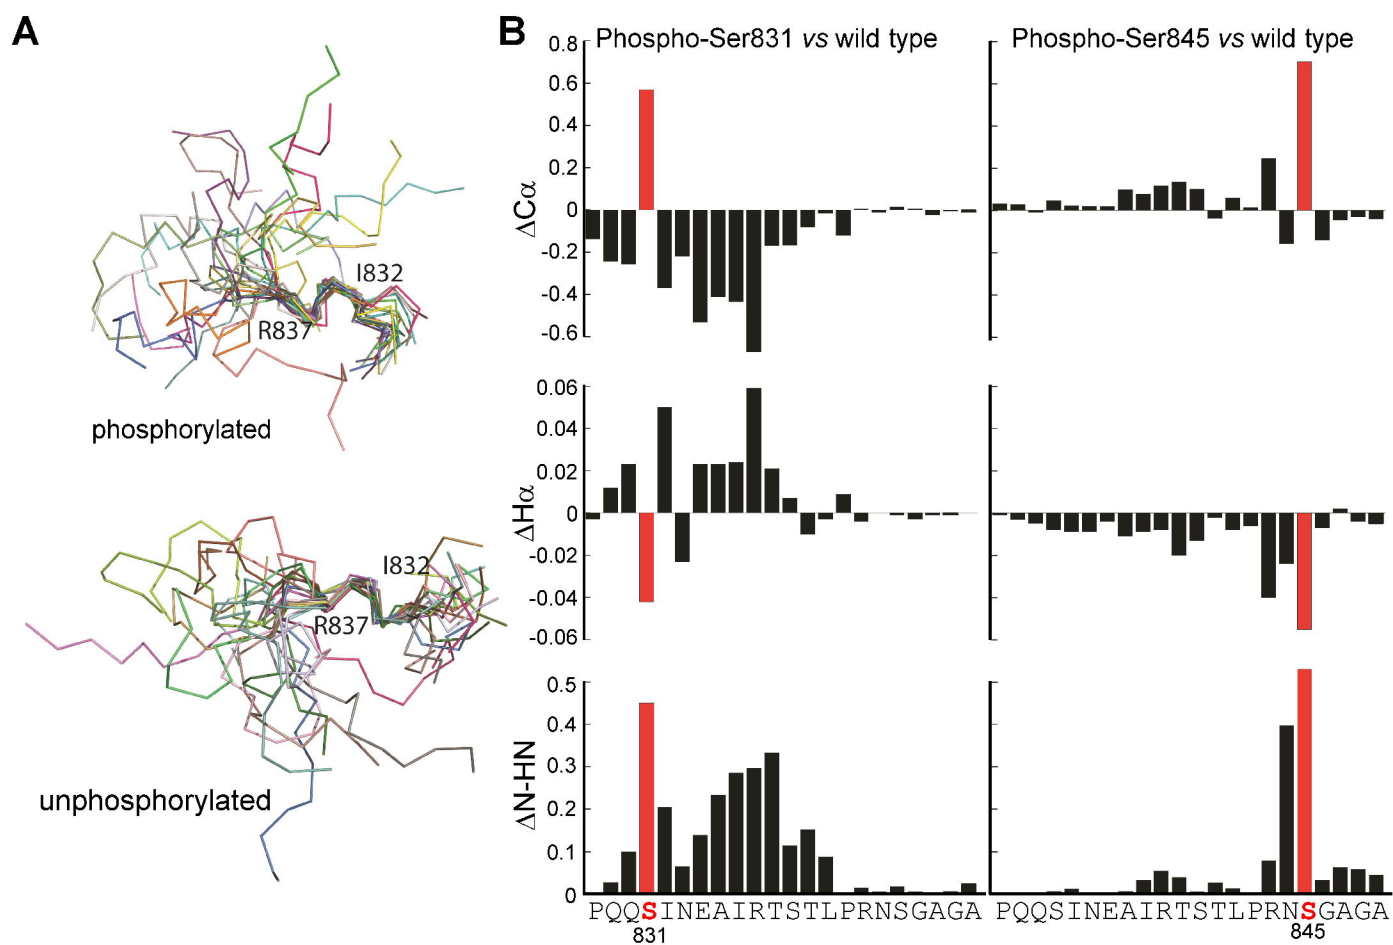 A
I832
R837
phosphorylated
I832
R837
unphosphorylated
B
Phospho-Ser831 vs wild type
Phospho-Ser845 vs wild type
ΔCα
0.8
0.6
0.4
0.2
0
-0.2
-0.4
-0.6
ΔHα
0.06
0.04
0.02
0
-0.02
-0.04
-0.06
ΔN-HN
0.5
0.4
0.3
0.2
0.1
0
PQQSINEAIRTSTLPRNSGAGA
831
PQQSINEAIRTSTLPRNSGAGA
845